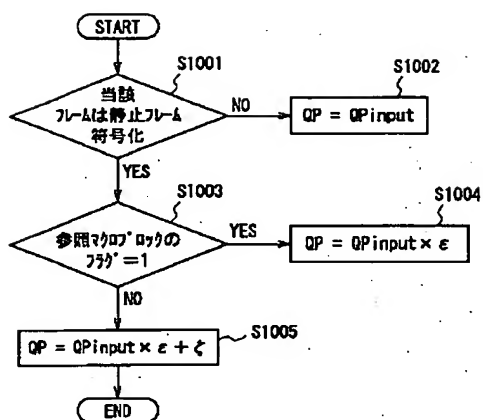 START
S1001
当該
フレームは静止フレーム
符号化
NO
S1002
QP = QPinput
YES
S1003
参照マクロブロックの
フラグ=1
YES
S1004
QP = QPinput × ε
NO
S1005
QP = QPinput × ε + ζ
END